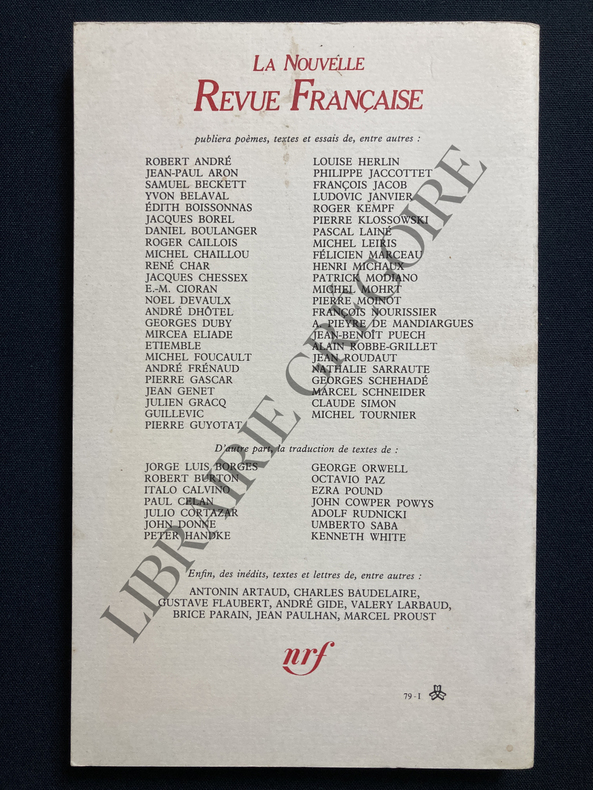 LA NOUVELLE
REVUE FRANÇAISE
publiera poèmes, textes et essais de, entre autres :
ROBERT ANDRÉ
JEAN-PAUL ARON
SAMUEL BECKETT
YVON BELAVAL
ÉDITH BOISSONNAS
JACQUES BOREL
DANIEL BOULANGER
ROGER CAILLOIS
MICHEL CHAILLOU
RENÉ CHAR
JACQUES CHESSEX
E.-M. CIORAN
NOEL DEVAULX
ANDRÉ DHÔTEL
GEORGES DUBY
MIRCEA ELIADE
ETIEMBLE
MICHEL FOUCAULT
ANDRÉ FRÉNAUD
PIERRE GASCAR
JEAN GENET
JULIEN GRACQ
GUILLEVIC
PIERRE GUYOTAT
LOUISE HERLIN
PHILIPPE JACCOTTET
FRANÇOIS JACOB
LUDOVIC JANVIER
ROGER KEMPF
PIERRE KLOSSOWSKI
PASCAL LAINÉ
MICHEL LEIRIS
FÉLICIEN MARCEAU
HENRI MICHAUX
PATRICK MODIANO
MICHEL MOHRT
PIERRE MOINOT
FRANÇOIS NOURISSIER
A. PIEYRE DE MANDIARGUES
JEAN-BENOÎT PUECH
ALAIN ROBBE-GRILLET
JEAN ROUDAUT
NATHALIE SARRAUTE
GEORGES SCHEHADÉ
MARCEL SCHNEIDER
CLAUDE SIMON
MICHEL TOURNIER
D'autre part, la traduction de textes de :
JORGE LUIS BORGES
ROBERT BURTON
ITALO CALVINO
PAUL CELAN
JULIO CORTAZAR
JOHN DONNE
PETER HANDKE
GEORGE ORWELL
OCTAVIO PAZ
EZRA POUND
JOHN COWPER POWYS
ADOLF RUDNICKI
UMBERTO SABA
KENNETH WHITE
Enfin, des inédits, textes et lettres de, entre autres :
ANTONIN ARTAUD, CHARLES BAUDELAIRE,
GUSTAVE FLAUBERT, ANDRÉ GIDE, VALERY LARBAUD,
BRICE PARAIN, JEAN PAULHAN, MARCEL PROUST
nrf
79-I
LIBRAIRIE GRÉGOIRE